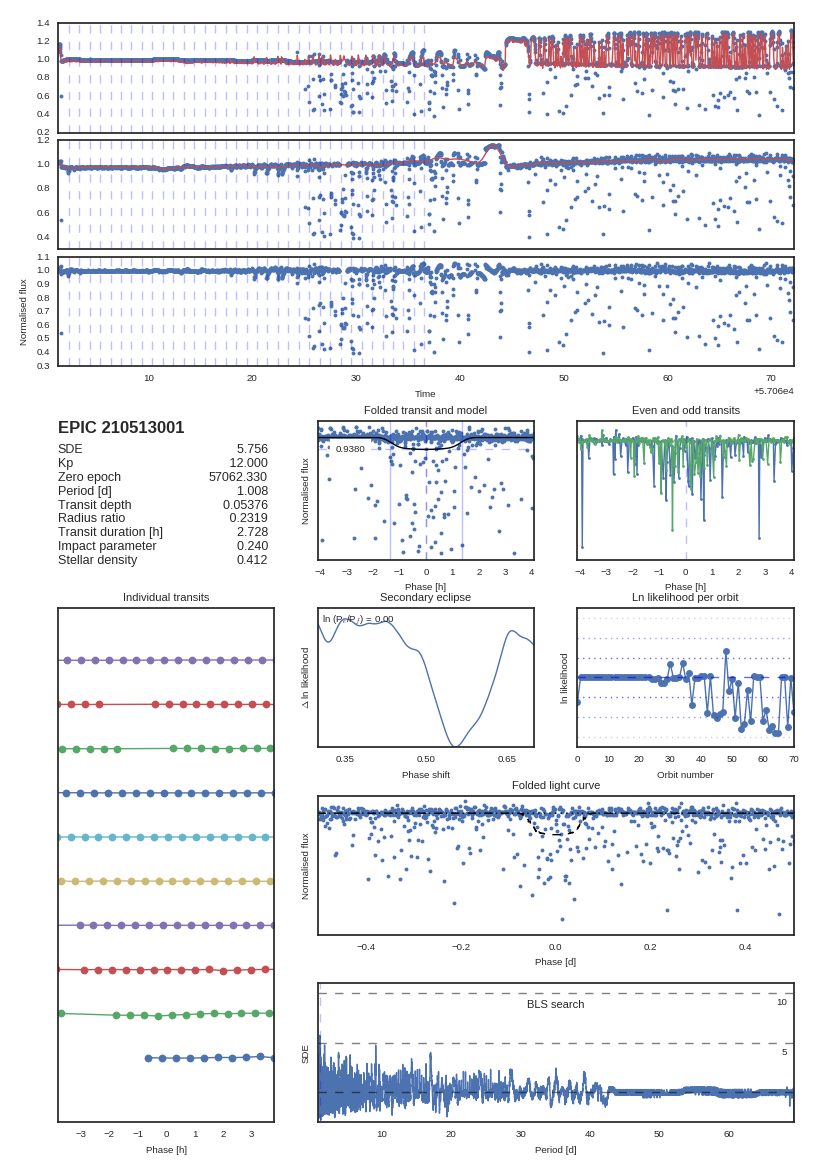 1.4
1.2
1.0
0.8
0.6
0.4
0.2
1.2
1.0
0.8
0.6
0.4
1.1
1.0
0.9
0.8
0.7
0.6
0.5
0.4
0.3
Normalised flux
10 20 30 40 50 60 70
Time
+5.706e4
EPIC 210513001
SDE 5.756
Kp 12.000
Zero epoch 57062.330
Period [d] 1.008
Transit depth 0.05376
Radius ratio 0.2319
Transit duration [h] 2.728
Impact parameter 0.240
Stellar density 0.412
Folded transit and model
0.9380
Normalised flux
−4 −3 −2 −1 0 1 2 3 4
Phase [h]
Even and odd transits
−4 −3 −2 −1 0 1 2 3 4
Phase [h]
Individual transits
−3 −2 −1 0 1 2 3
Phase [h]
Secondary eclipse
Δ ln likelihood
0.35 0.50 0.65
Phase shift
Ln likelihood per orbit
ln likelihood
0 10 20 30 40 50 60 70
Orbit number
Folded light curve
Normalised flux
−0.4 −0.2 0.0 0.2 0.4
Phase [d]
BLS search
10
5
SDE
10 20 30 40 50 60
Period [d]